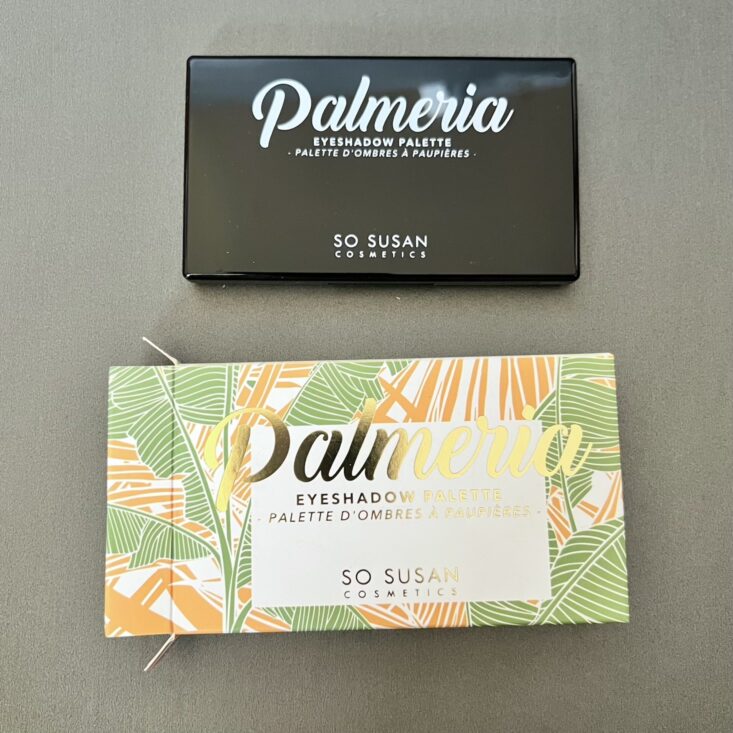 Palmeria
EYESHADOW PALETTE
· PALETTE D'OMBRES À PAUPIÈRES ·
SO SUSAN
COSMETICS
Palmeria
EYESHADOW PALETTE
· PALETTE D'OMBRES À PAUPIÈRES ·
SO SUSAN
COSMETICS